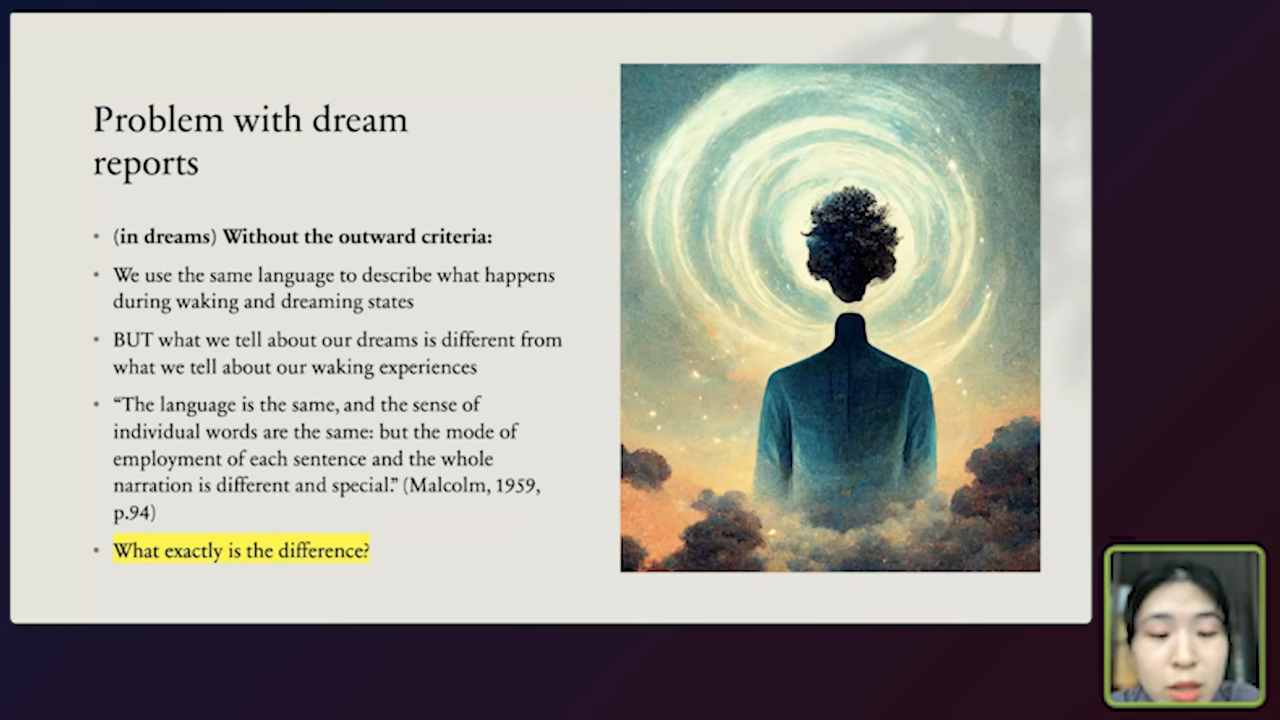 Problem with dream
reports
• (in dreams) Without the outward criteria:
• We use the same language to describe what happens
during waking and dreaming states
• BUT what we tell about our dreams is different from
what we tell about our waking experiences
• “The language is the same, and the sense of
individual words are the same: but the mode of
employment of each sentence and the whole
narration is different and special.” (Malcolm, 1959,
p.94)
• What exactly is the difference?